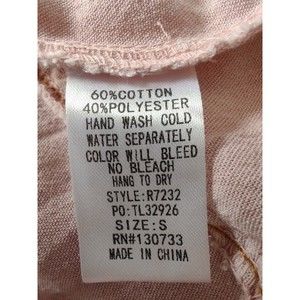 60%COTTON
40%POLYESTER
HAND WASH COLD
WATER SEPARATELY
COLOR WILL BLEED
NO BLEACH
HANG TO DRY
STYLE:R7232
PO:TL32926
SIZE:S
RN#130733
MADE IN CHINA